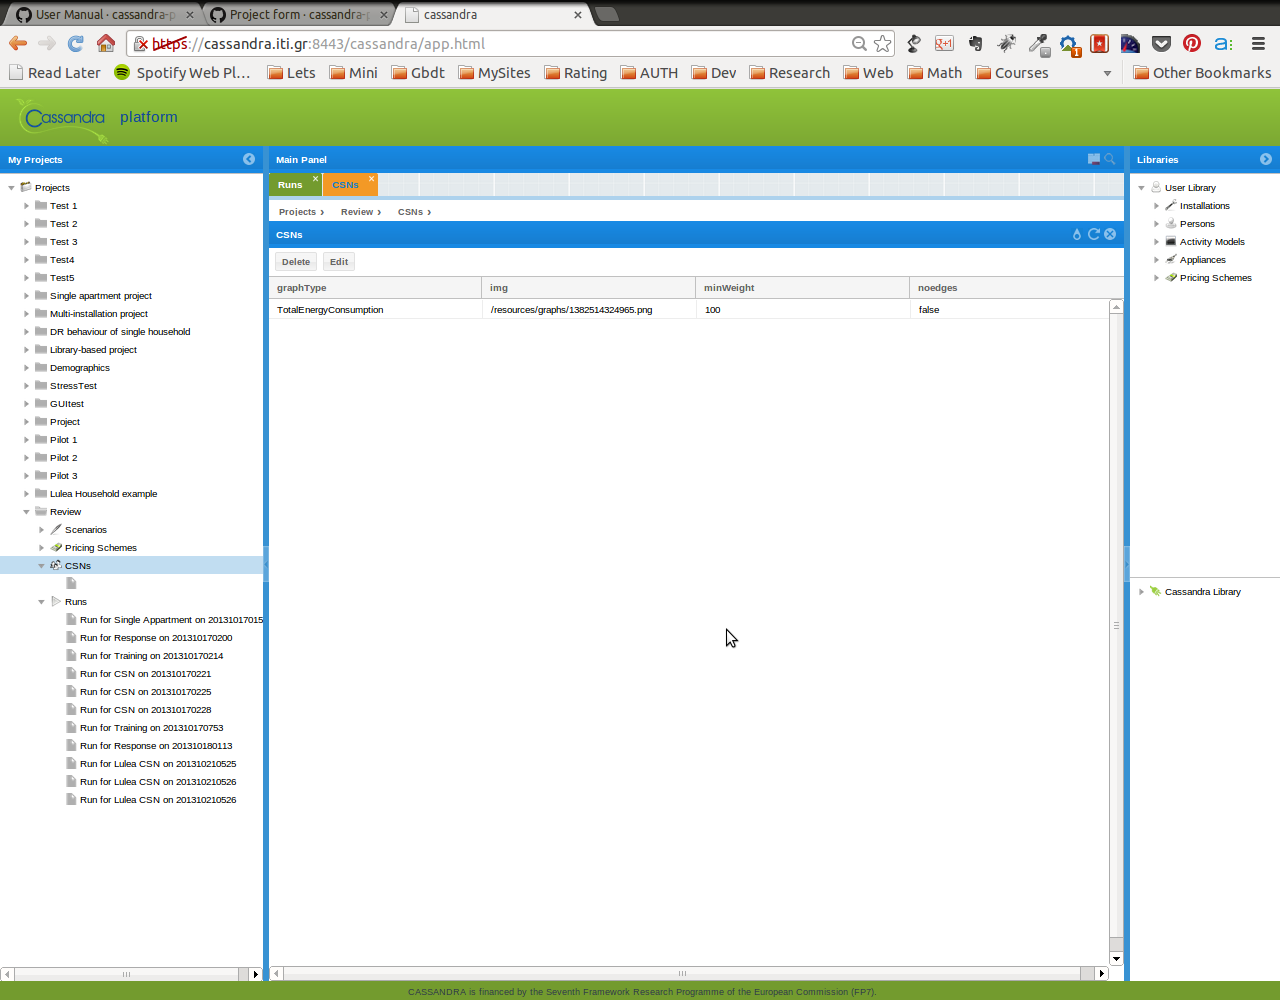 User Manual · cassandra-p
Project form · cassandra-p
cassandra
https://cassandra.iti.gr:8443/cassandra/app.html
Read Later
Spotify Web Pl...
Lets
Mini
Gbdt
MySites
Rating
AUTH
Dev
Research
Web
Math
Courses
Other Bookmarks
Cassandra platform
My Projects
Projects
Test 1
Test 2
Test 3
Test4
Test5
Single apartment project
Multi-installation project
DR behaviour of single household
Library-based project
Demographics
StressTest
GUItest
Project
Pilot 1
Pilot 2
Pilot 3
Lulea Household example
Review
Scenarios
Pricing Schemes
CSNs
Runs
Run for Single Appartment on 20131017015
Run for Response on 201310170200
Run for Training on 201310170214
Run for CSN on 201310170221
Run for CSN on 201310170225
Run for CSN on 201310170228
Run for Training on 201310170753
Run for Response on 201310180113
Run for Lulea CSN on 201310210525
Run for Lulea CSN on 201310210526
Run for Lulea CSN on 201310210526
Main Panel
Runs
CSNs
Projects › Review › CSNs ›
CSNs
Delete
Edit
graphType img minWeight noedges
TotalEnergyConsumption /resources/graphs/1382514324965.png 100 false
Libraries
User Library
Installations
Persons
Activity Models
Appliances
Pricing Schemes
Cassandra Library
CASSANDRA is financed by the Seventh Framework Research Programme of the European Commission (FP7).